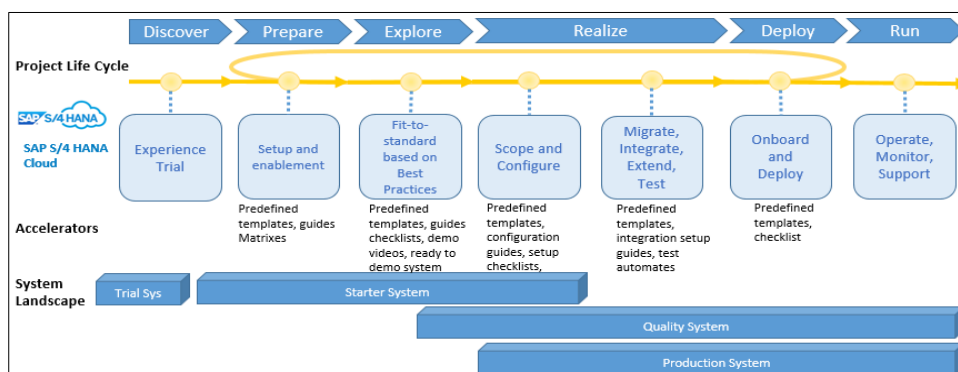 Discover Prepare Explore Realize Deploy Run
Project Life Cycle
SAP S/4 HANA
SAP S/4 HANA
Cloud
Experience
Trial
Setup and
enablement
Fit-to-
standard
based on
Best
Practices
Scope and
Configure
Migrate,
Integrate,
Extend,
Test
Onboard
and
Deploy
Operate,
Monitor,
Support
Accelerators
Predefined
templates, guides
Matrixes
Predefined
templates, guides
checklists, demo
videos, ready to
demo system
Predefined
templates,
configuration
guides, setup
checklists,
Predefined
templates,
integration setup
guides, test
automates
Predefined
templates,
checklist
System
Landscape
Trial Sys
Starter System
Quality System
Production System